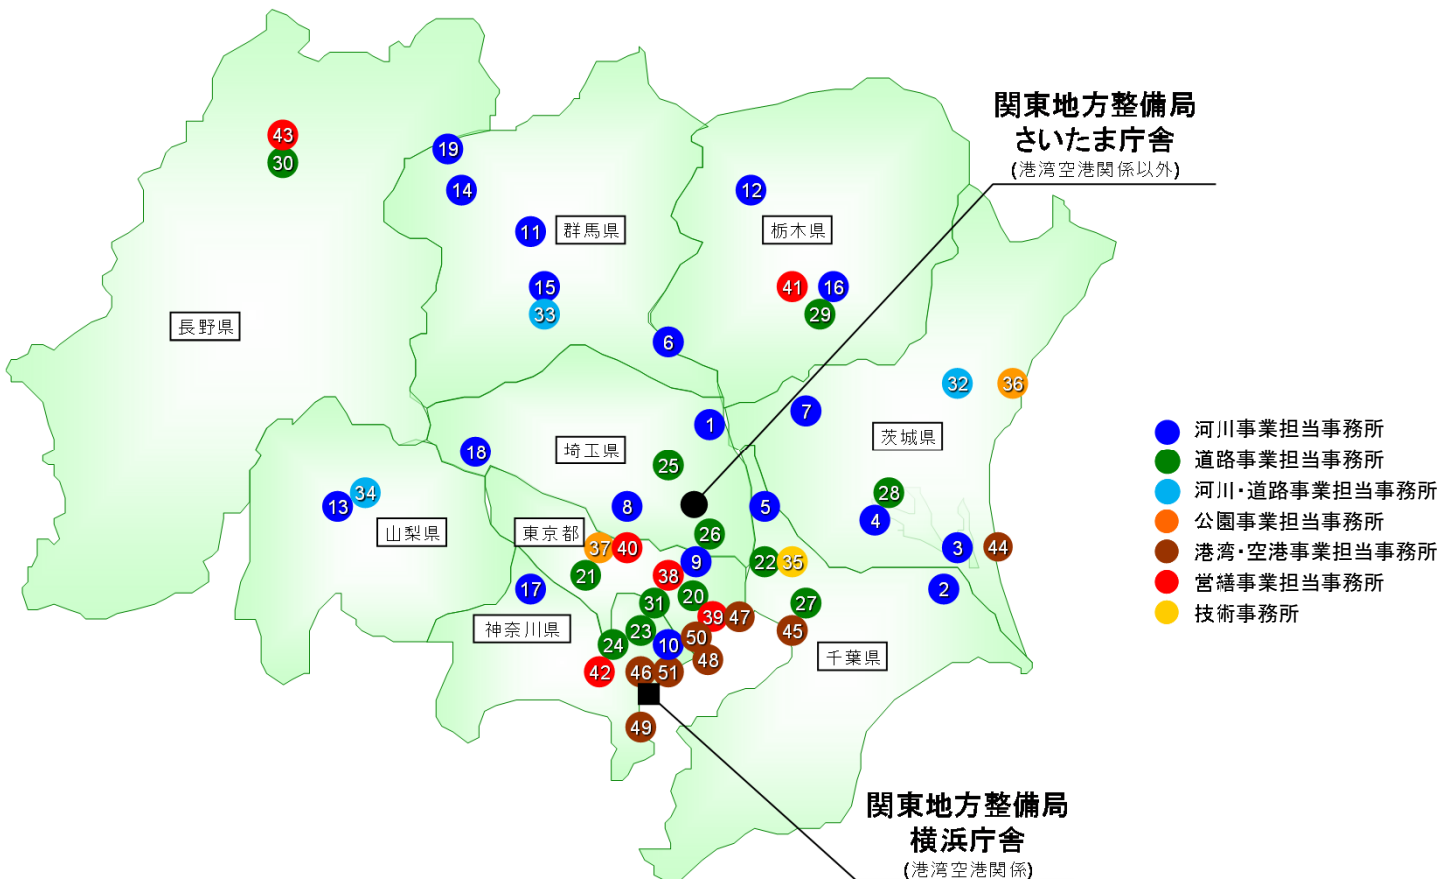 関東地方整備局
さいたま庁舎
(港湾空港関係以外)
43
30
19
14
12
11
群馬県
栃木県
15
33
41
16
29
長野県
6
32
36
7
1
茨城県
18
埼玉県
25
13
34
山梨県
8
5
28
4
東京都
26
37
40
3
44
9
22
35
21
38
17
2
31
20
27
39
47
神奈川県
23
50
45
24
10
48
千葉県
42
46
51
49
河川事業担当事務所
道路事業担当事務所
河川・道路事業担当事務所
公園事業担当事務所
港湾・空港事業担当事務所
営繕事業担当事務所
技術事務所
関東地方整備局
横浜庁舎
(港湾空港関係)